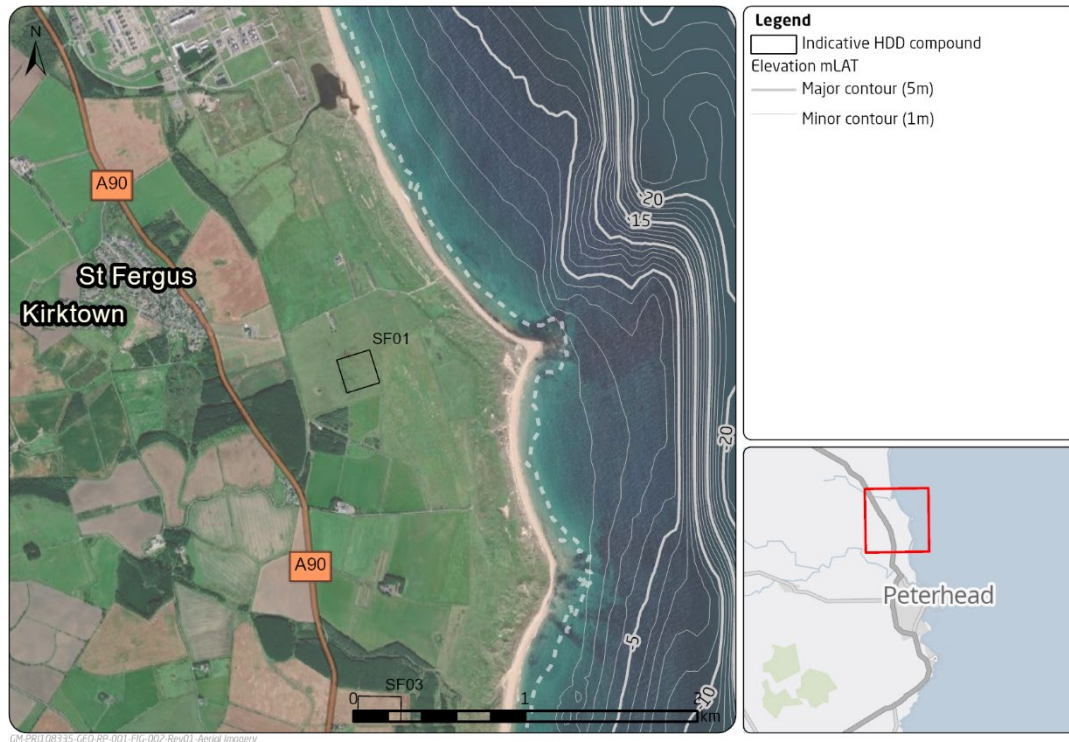 N
A90
St Fergus
Kirktown
SF01
A90
SF03
0
1
2
km
-20
-15
-20
-5
-10
Legend
Indicative HDD compound
Elevation mLAT
Major contour (5m)
Minor contour (1m)
Peterhead
GM-PRJ108335-GEO-RP-001-FIG-002-Rev01-Aerial Imagery